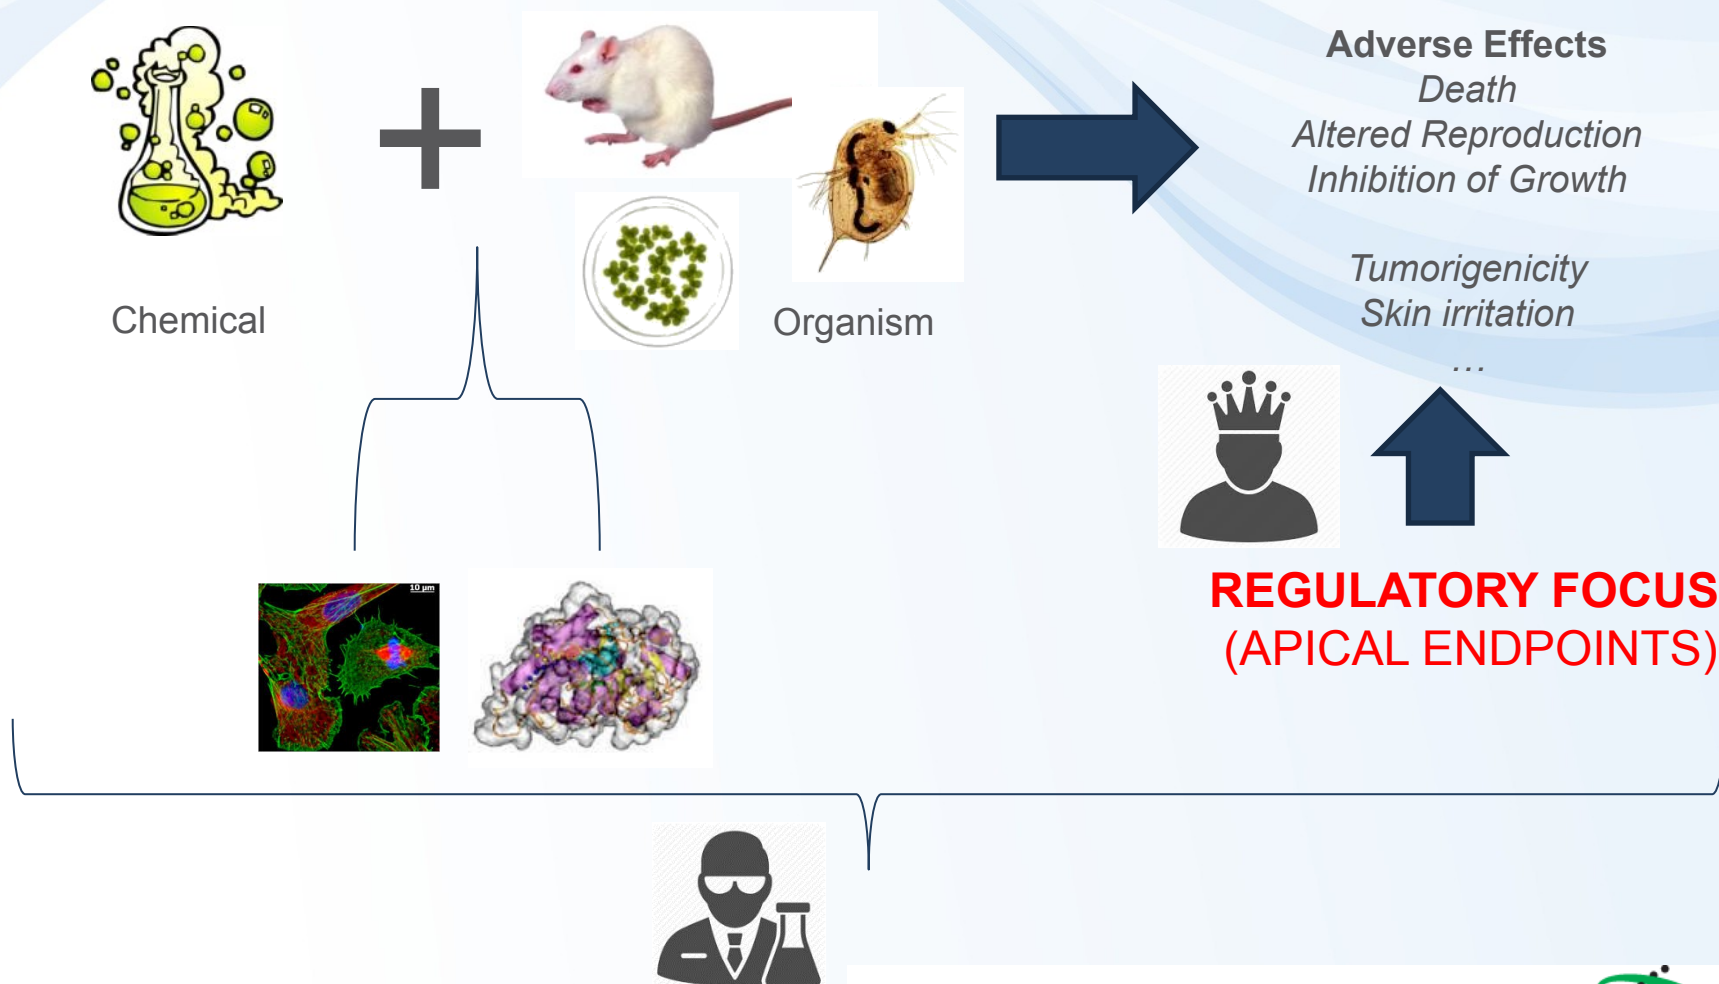 Chemical
Organism
Adverse Effects
Death
Altered Reproduction
Inhibition of Growth
Tumorigenicity
Skin irritation
…
REGULATORY FOCUS
(APICAL ENDPOINTS)
10 µm